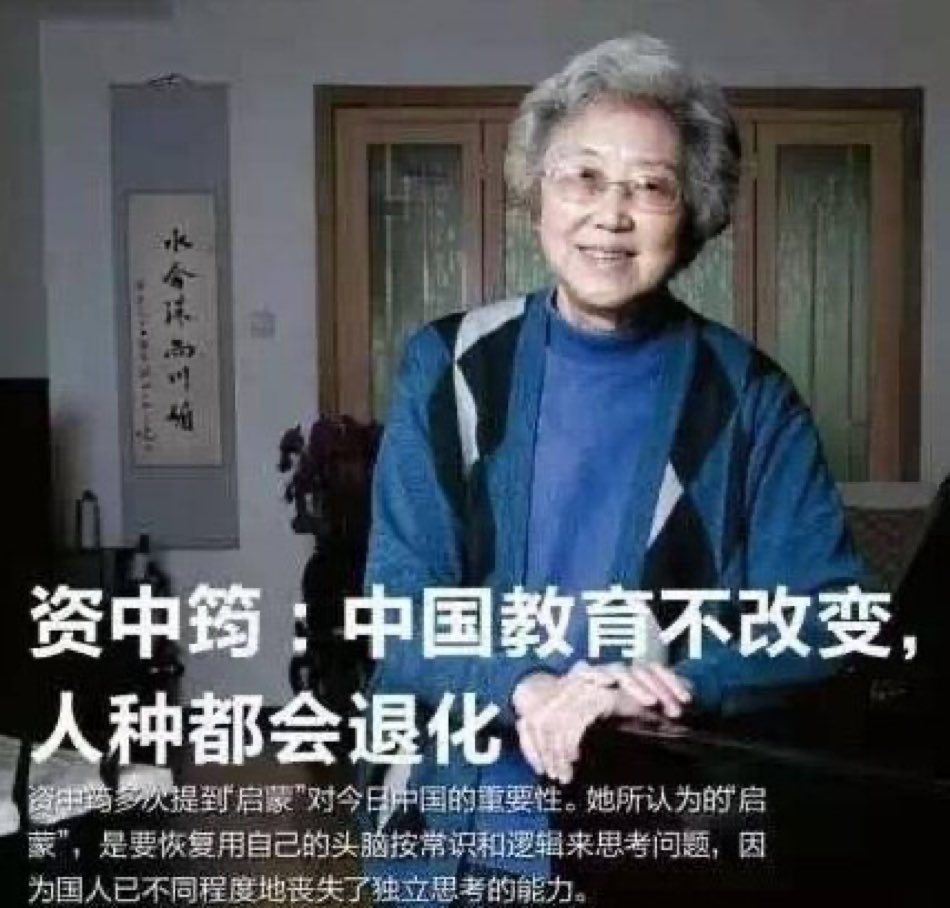 资中筠：中国教育不改变，
人种都会退化
资中筠多次提到“启蒙”对今日中国的重要性。她所认为的“启
蒙”，是要恢复用自己的头脑按常识和逻辑来思考问题，因
为国人已不同程度地丧失了独立思考的能力。